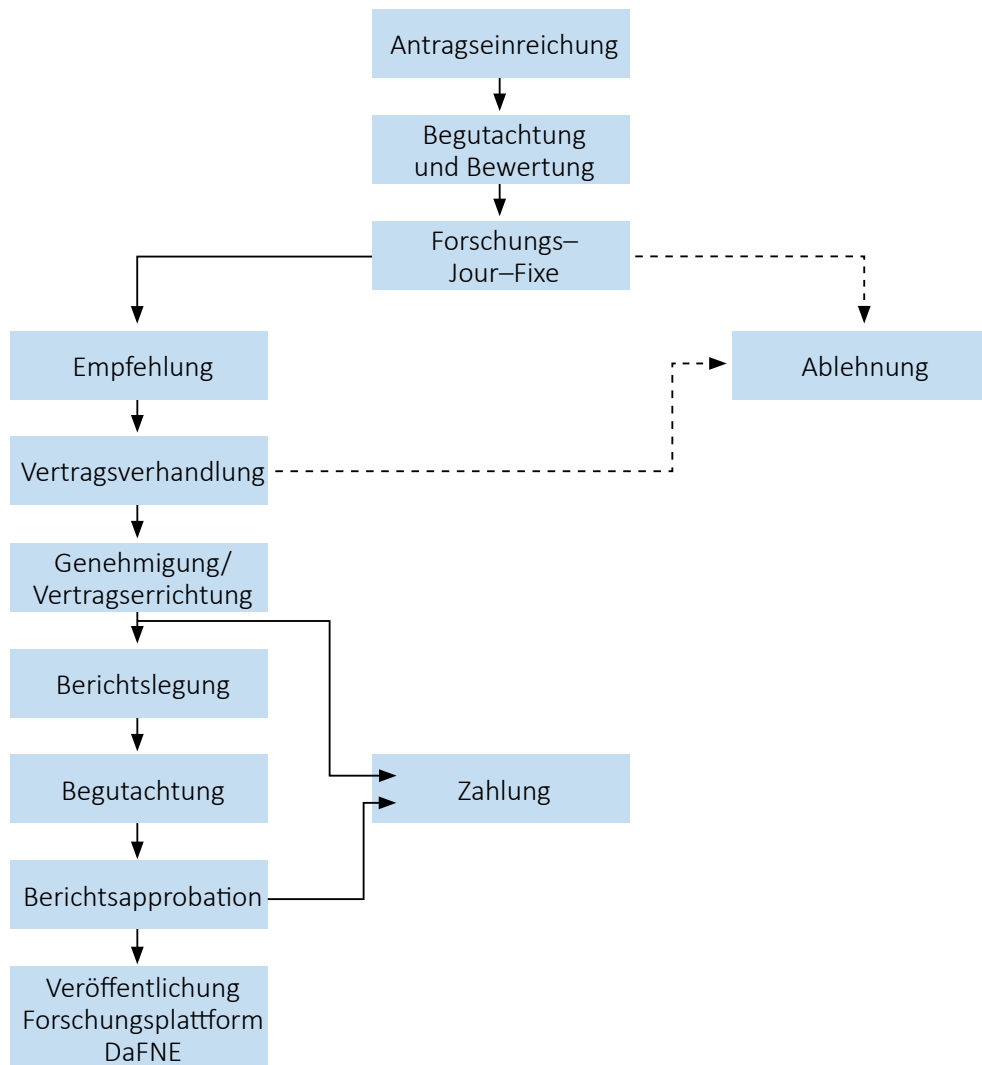 Antragseinreichung
Begutachtung
und Bewertung
Forschungs–
Jour–Fixe
Empfehlung
Ablehnung
Vertragsverhandlung
Genehmigung/
Vertragserrichtung
Berichtslegung
Begutachtung
Zahlung
Berichtsapprobation
Veröffentlichung
Forschungsplattform
DaFNE